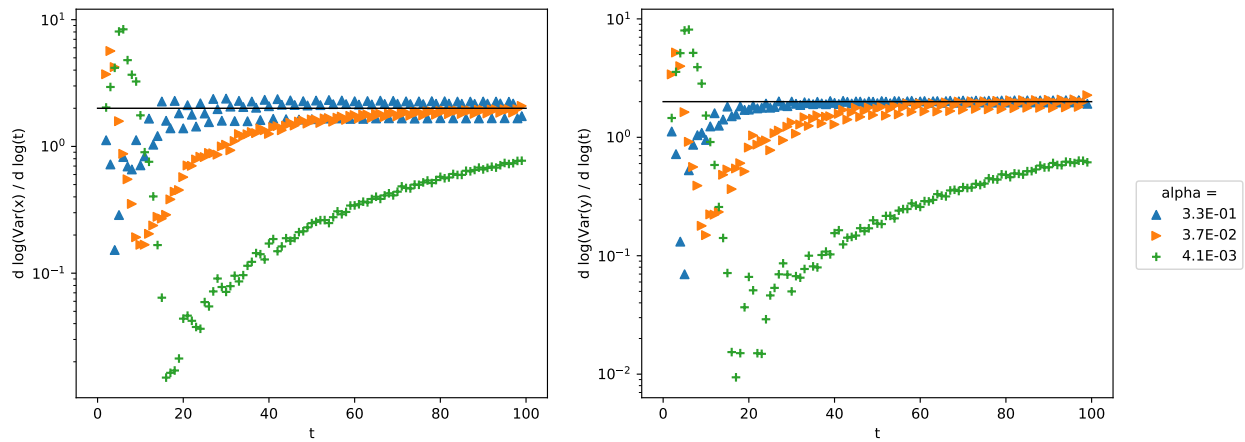 d log(Var(x) / d log(t)
10^1
10^0
10^-1
0
20
40
60
80
100
t
d log(Var(y) / d log(t)
10^1
10^0
10^-1
10^-2
0
20
40
60
80
100
t
alpha =
3.3E-01
3.7E-02
4.1E-03